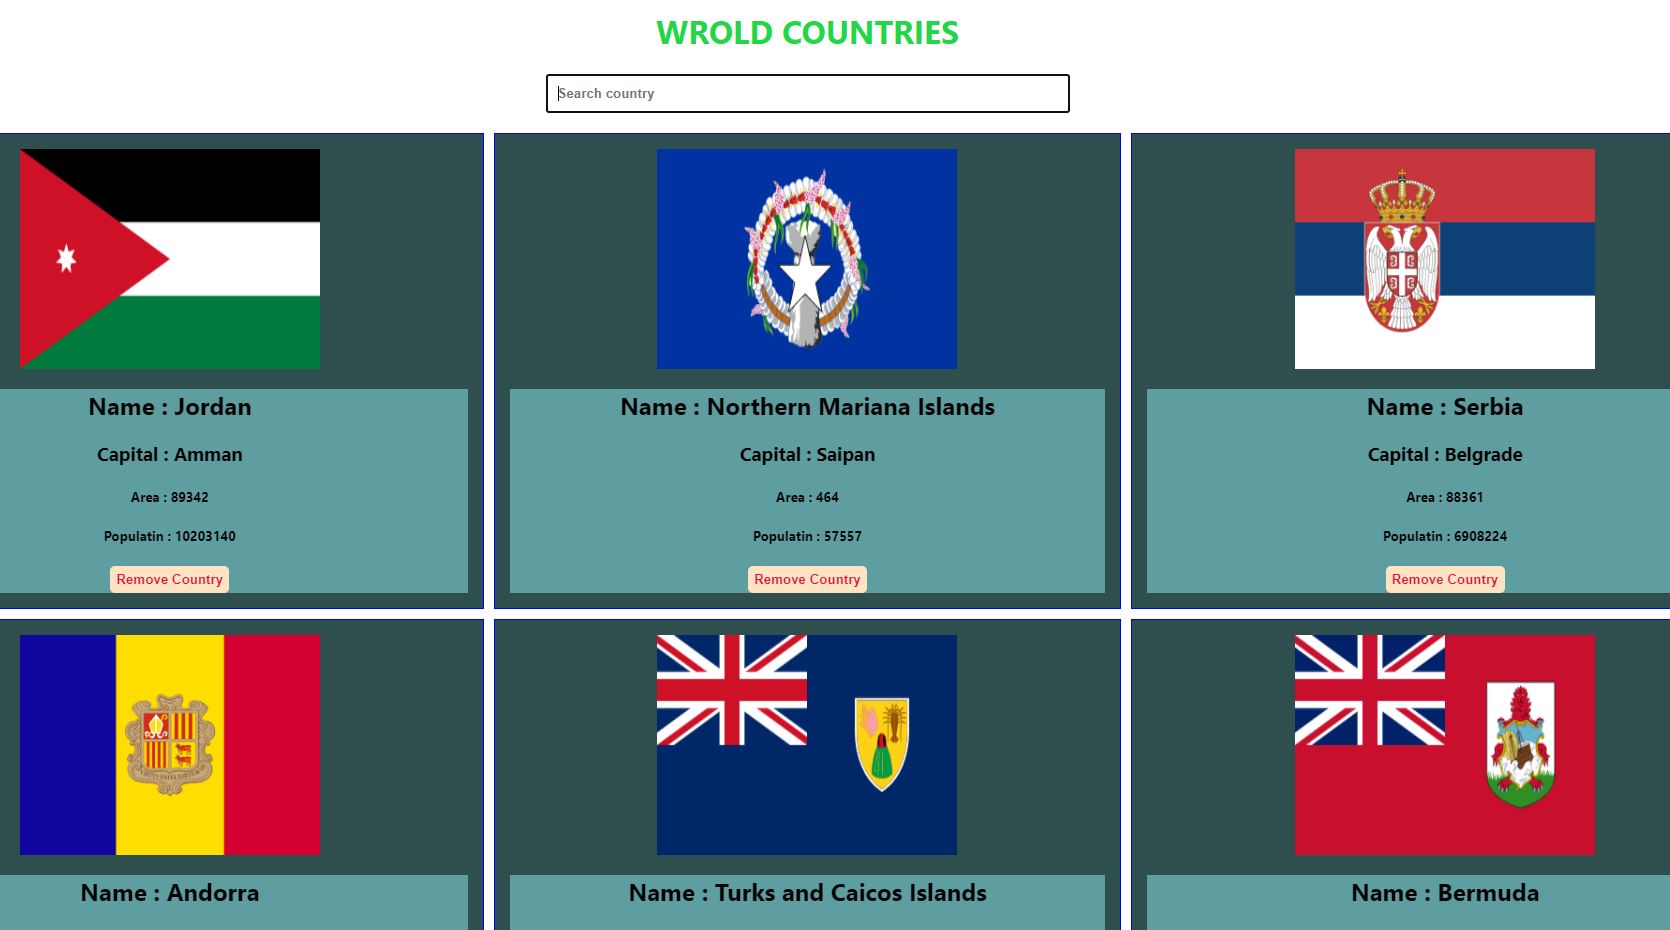 WROLD COUNTRIES
Search country
Name : Jordan
Capital : Amman
Area : 89342
Populatin : 10203140
Remove Country
Name : Northern Mariana Islands
Capital : Saipan
Area : 464
Populatin : 57557
Remove Country
Name : Serbia
Capital : Belgrade
Area : 88361
Populatin : 6908224
Remove Country
Name : Andorra
Name : Turks and Caicos Islands
Name : Bermuda